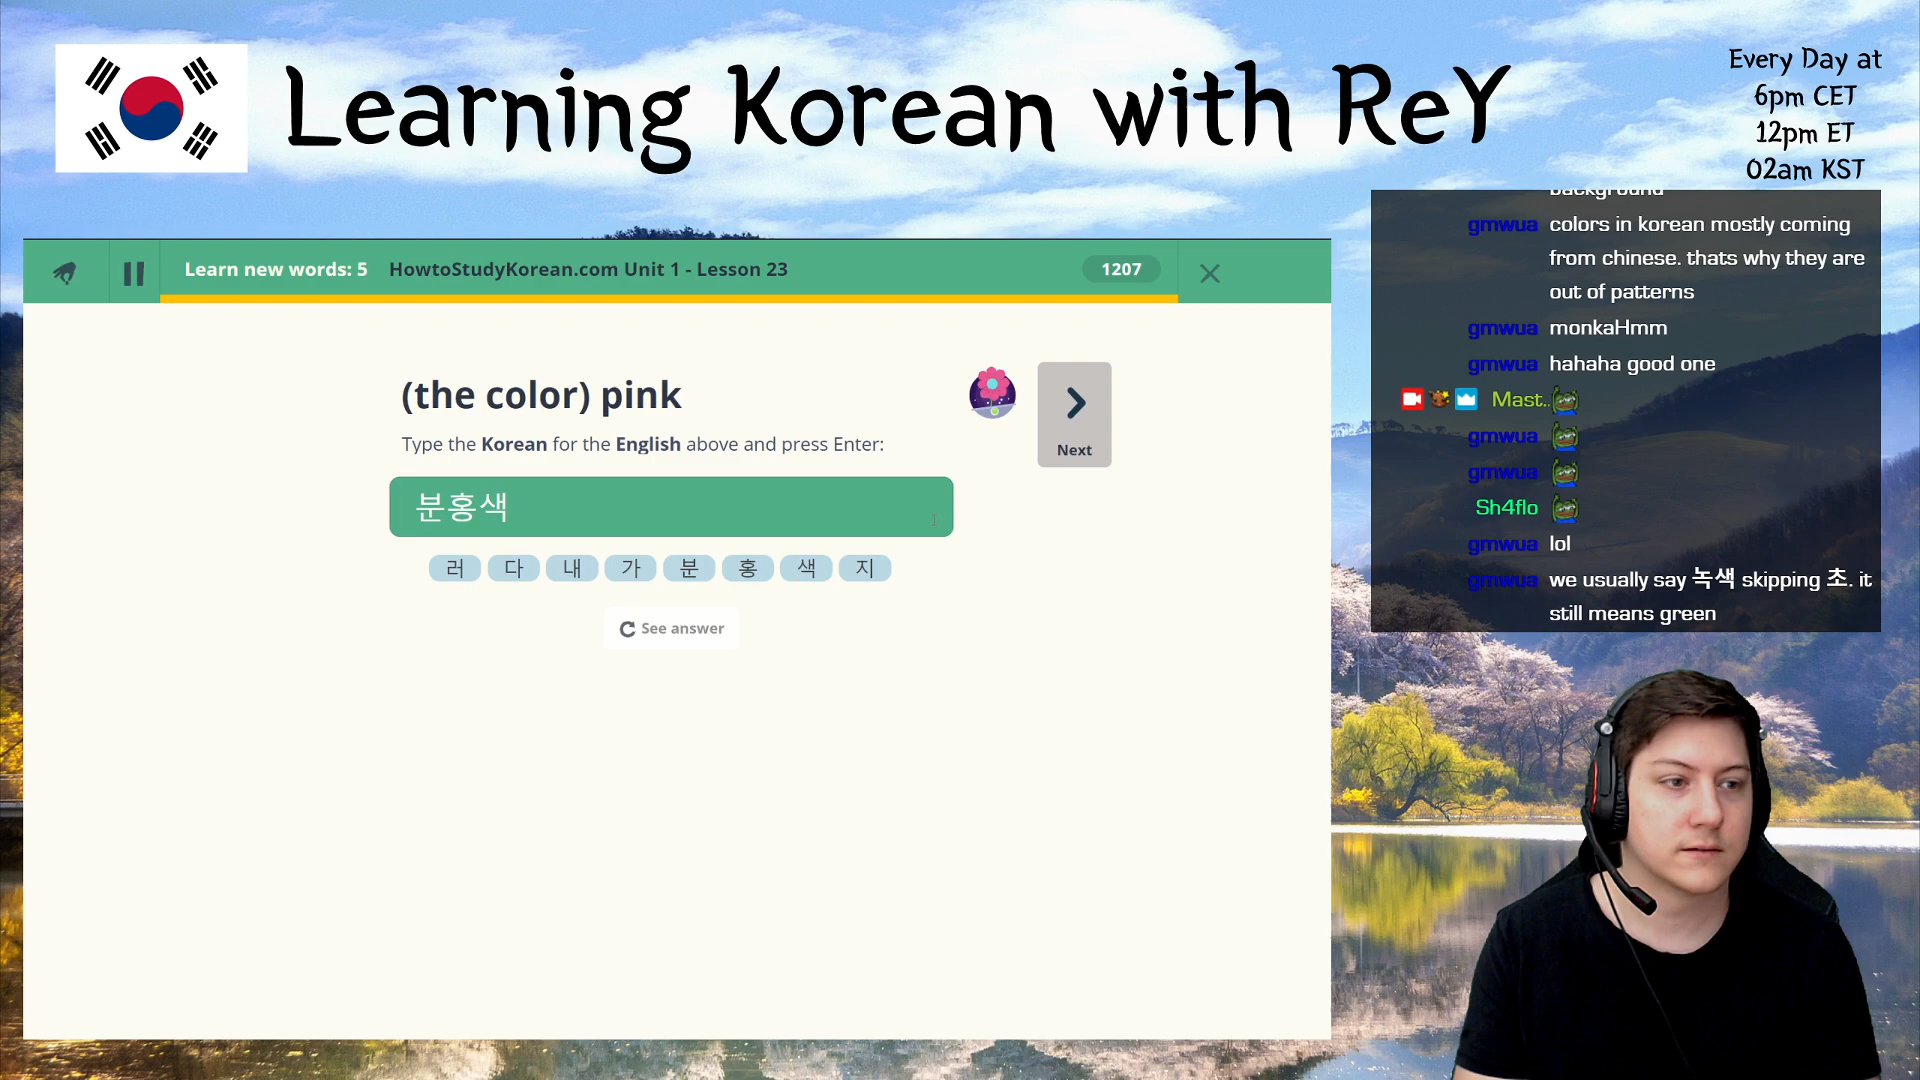 Learning Korean with ReY
Every Day at
6pm CET
12pm ET
02am KST
Learn new words: 5 HowtoStudyKorean.com Unit 1 - Lesson 23 1207
(the color) pink
Type the Korean for the English above and press Enter:
Next
분홍색
러 다 내 가 분 홍 색 지
See answer
background
gmwua colors in korean mostly coming
from chinese. thats why they are
out of patterns
gmwua monkaHmm
gmwua hahaha good one
Mast..
gmwua
gmwua
Sh4flo
gmwua lol
gmwua we usually say 녹색 skipping 초. it
still means green